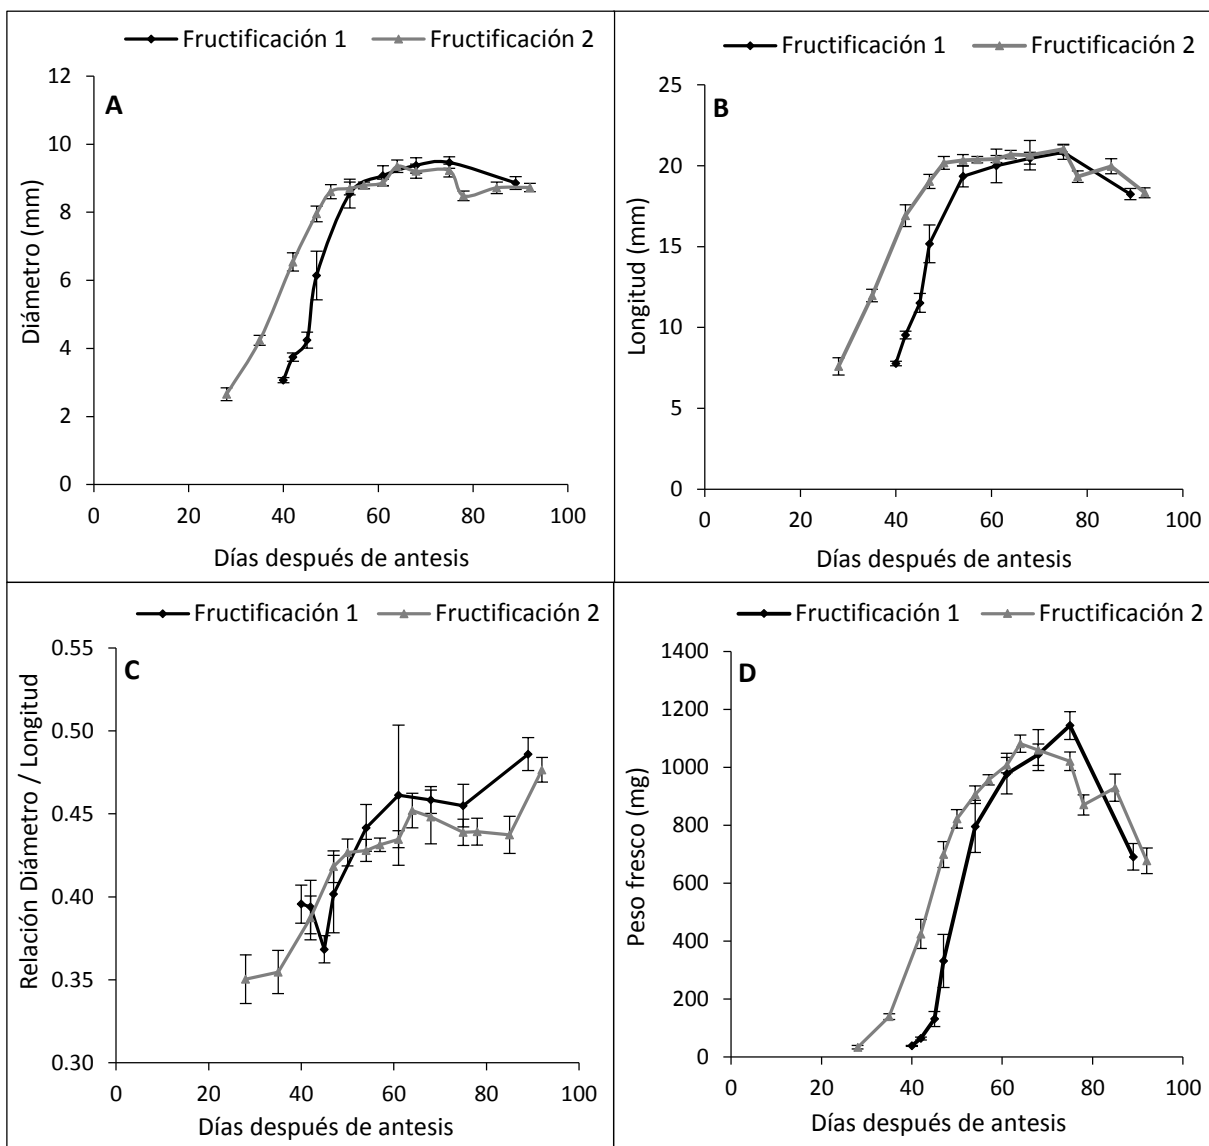 Fructificación 1 Fructificación 2
A
Diámetro (mm)
12
10
8
6
4
2
0
0 20 40 60 80 100
Días después de antesis
Fructificación 1 Fructificación 2
B
Longitud (mm)
25
20
15
10
5
0
0 20 40 60 80 100
Días después de antesis
Fructificación 1 Fructificación 2
C
Relación Diámetro / Longitud
0.55
0.50
0.45
0.40
0.35
0.30
0 20 40 60 80 100
Días después de antesis
Fructificación 1 Fructificación 2
D
Peso fresco (mg)
1400
1200
1000
800
600
400
200
0
0 20 40 60 80 100
Días después de antesis